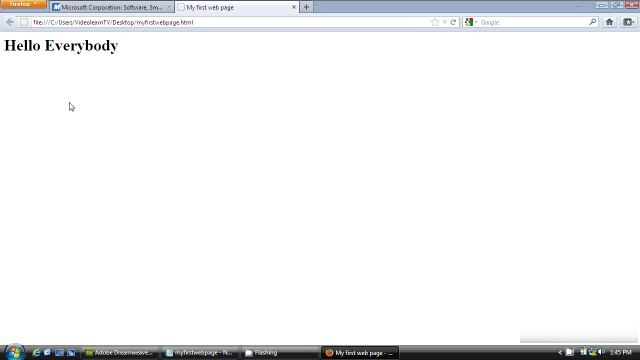 Firefox
Microsoft Corporation: Software, Sm...
My first web page
file:///C:/Users/VideolearnTV/Desktop/myfirstwebpage.html
Google
Hello Everybody
Adobe Dreamweave...
myfirstwebpage - N...
Flashing
My first web page - ...
1:45 PM